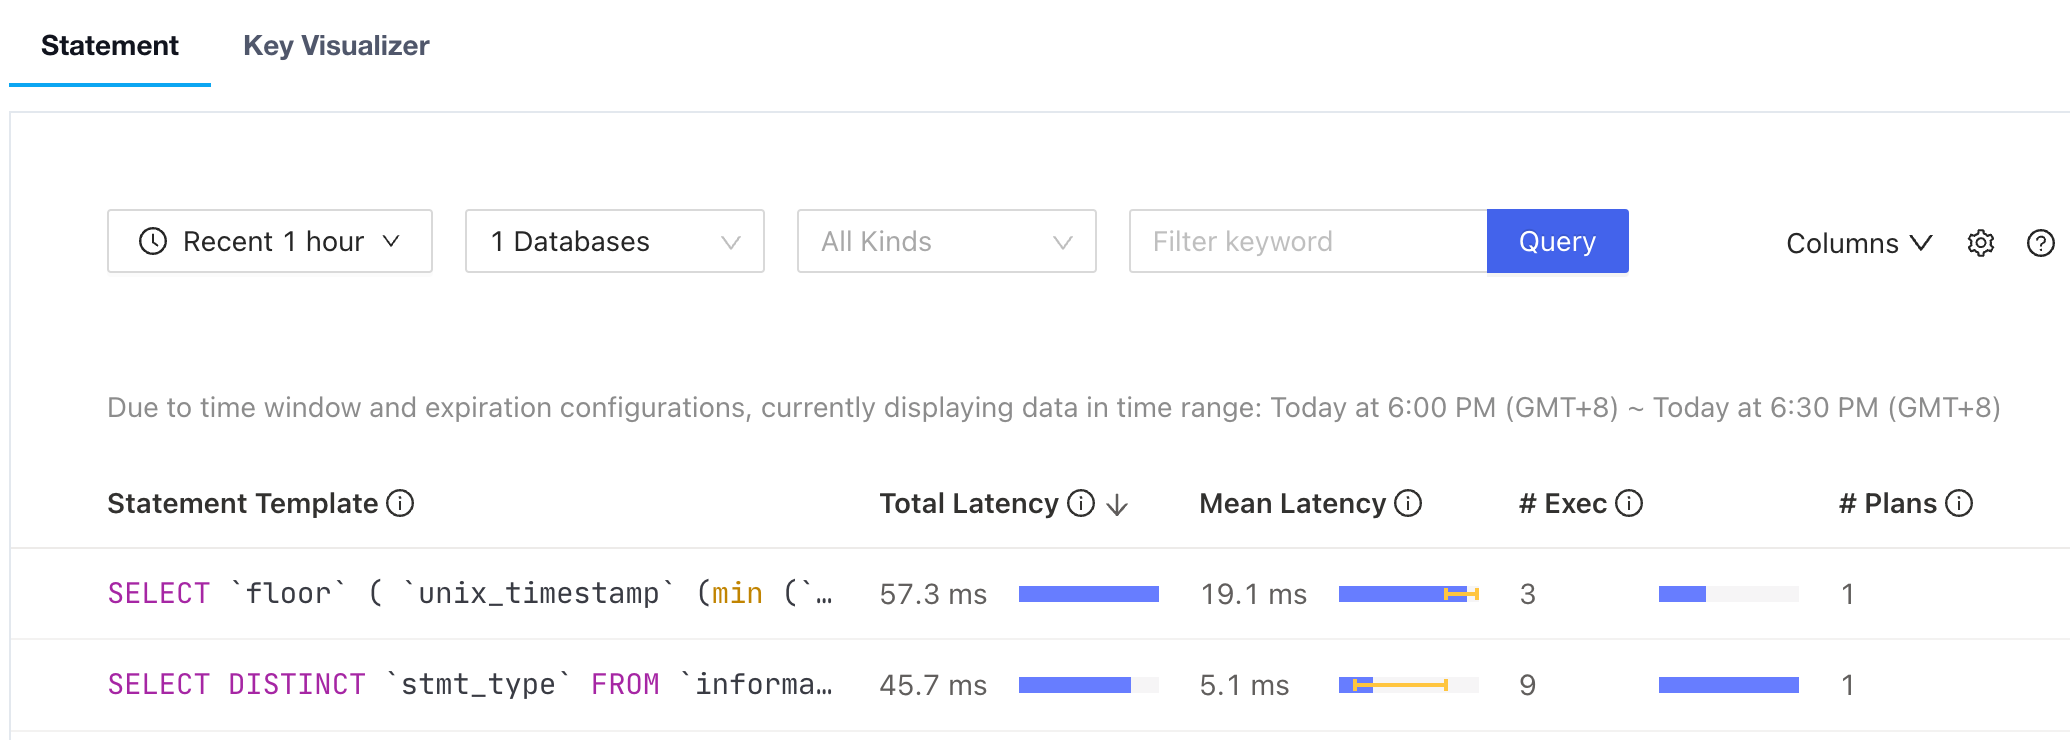 Statement Key Visualizer
Recent 1 hour 1 Databases All Kinds Filter keyword Query Columns
Due to time window and expiration configurations, currently displaying data in time range: Today at 6:00 PM (GMT+8) ~ Today at 6:30 PM (GMT+8)
Statement Template Total Latency Mean Latency # Exec # Plans
SELECT `floor` ( `unix_timestamp` (min (`… 57.3 ms 19.1 ms 3 1
SELECT DISTINCT `stmt_type` FROM `informa… 45.7 ms 5.1 ms 9 1